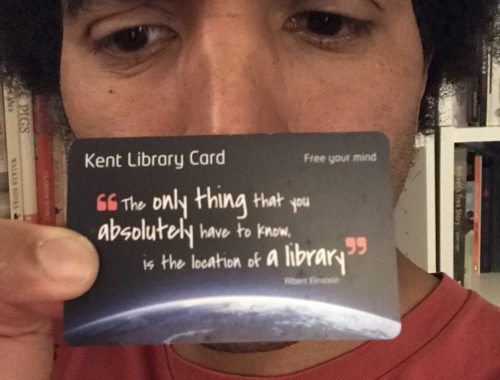 Kent Library Card
Free your mind
“The only thing that you
absolutely have to know,
is the location of a library”
Albert Einstein
PIGS